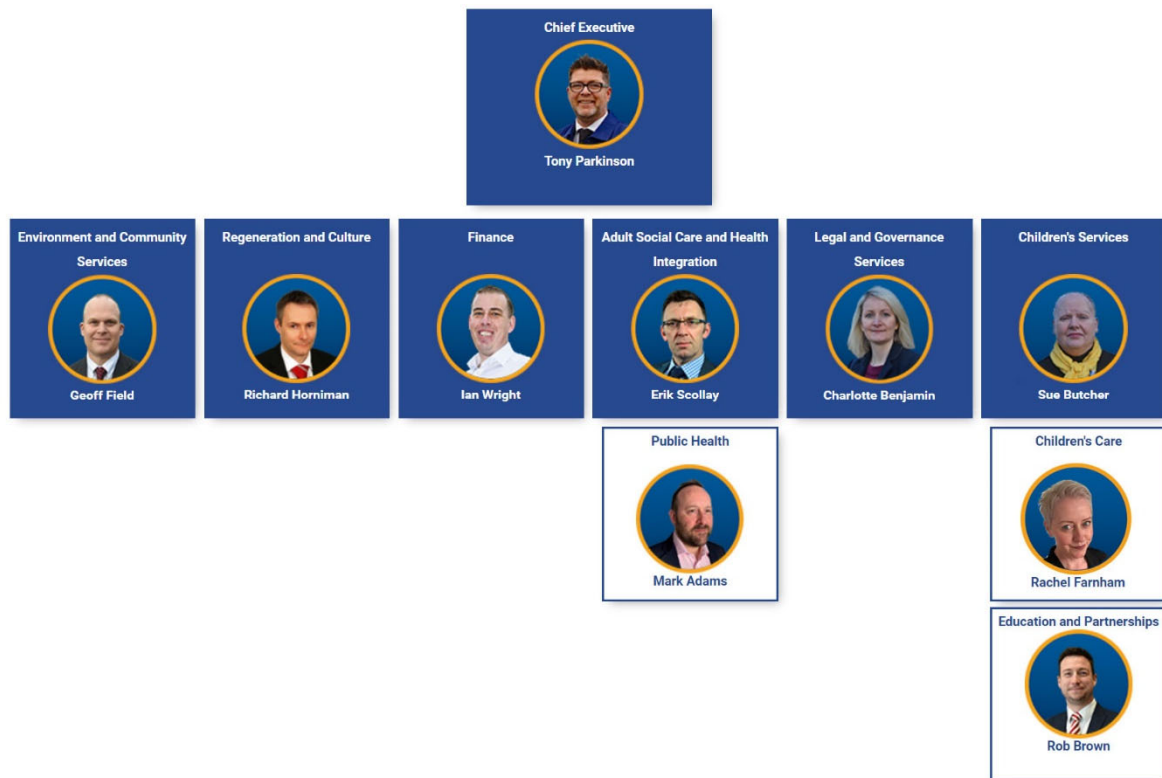 Chief Executive
Tony Parkinson
Environment and Community
Services
Geoff Field
Regeneration and Culture
Richard Horniman
Finance
Ian Wright
Adult Social Care and Health
Integration
Erik Scollay
Legal and Governance
Services
Charlotte Benjamin
Children's Services
Sue Butcher
Public Health
Mark Adams
Children's Care
Rachel Farnham
Education and Partnerships
Rob Brown